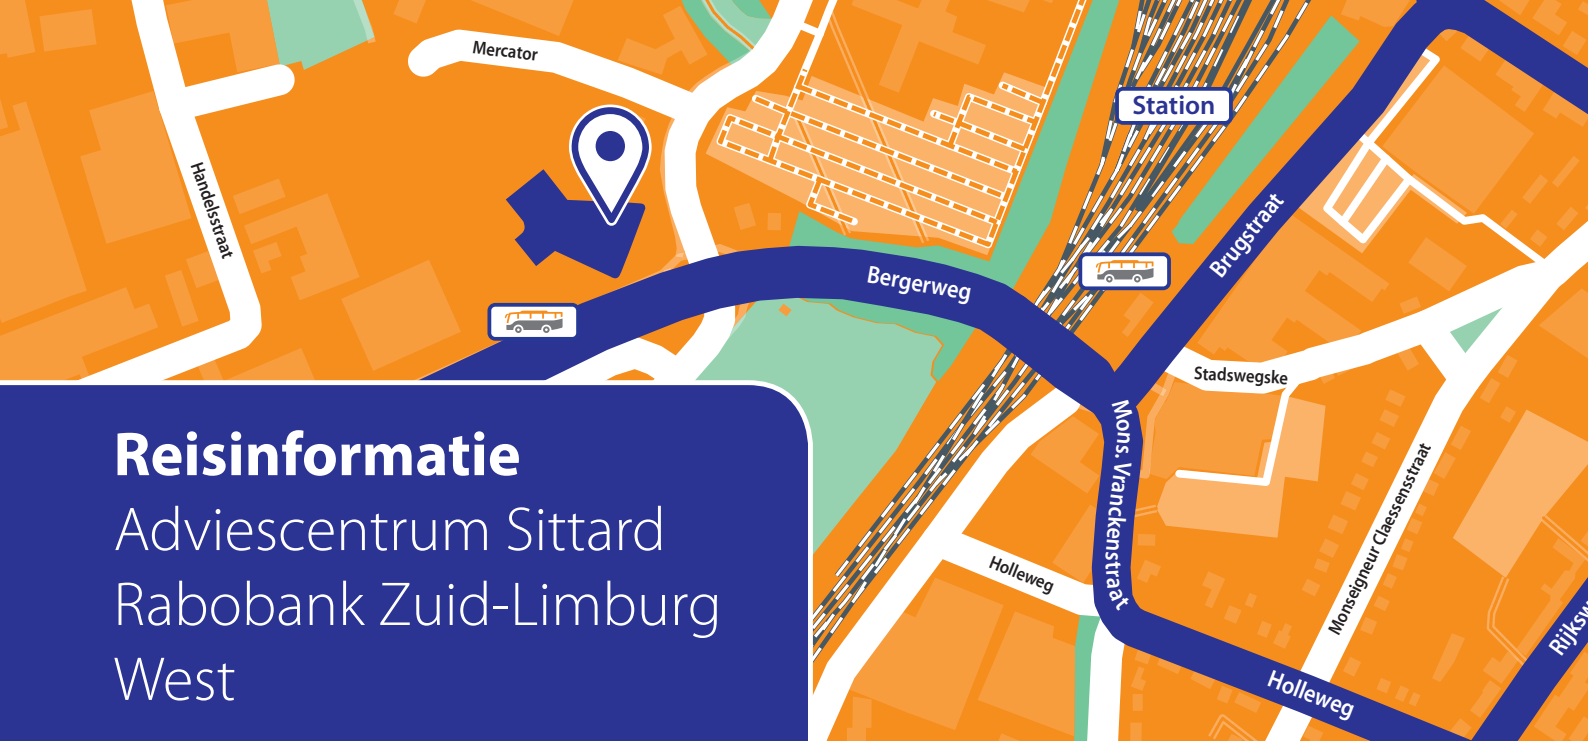 Mercator
Station
Handelsstraat
Brugstraat
Bergerweg
Stadswegske
Mons. Vranckenstraat
Monseigneur Claessensstraat
Holleweg
Holleweg
Rijksw
Reisinformatie
Adviescentrum Sittard
Rabobank Zuid-Limburg
West